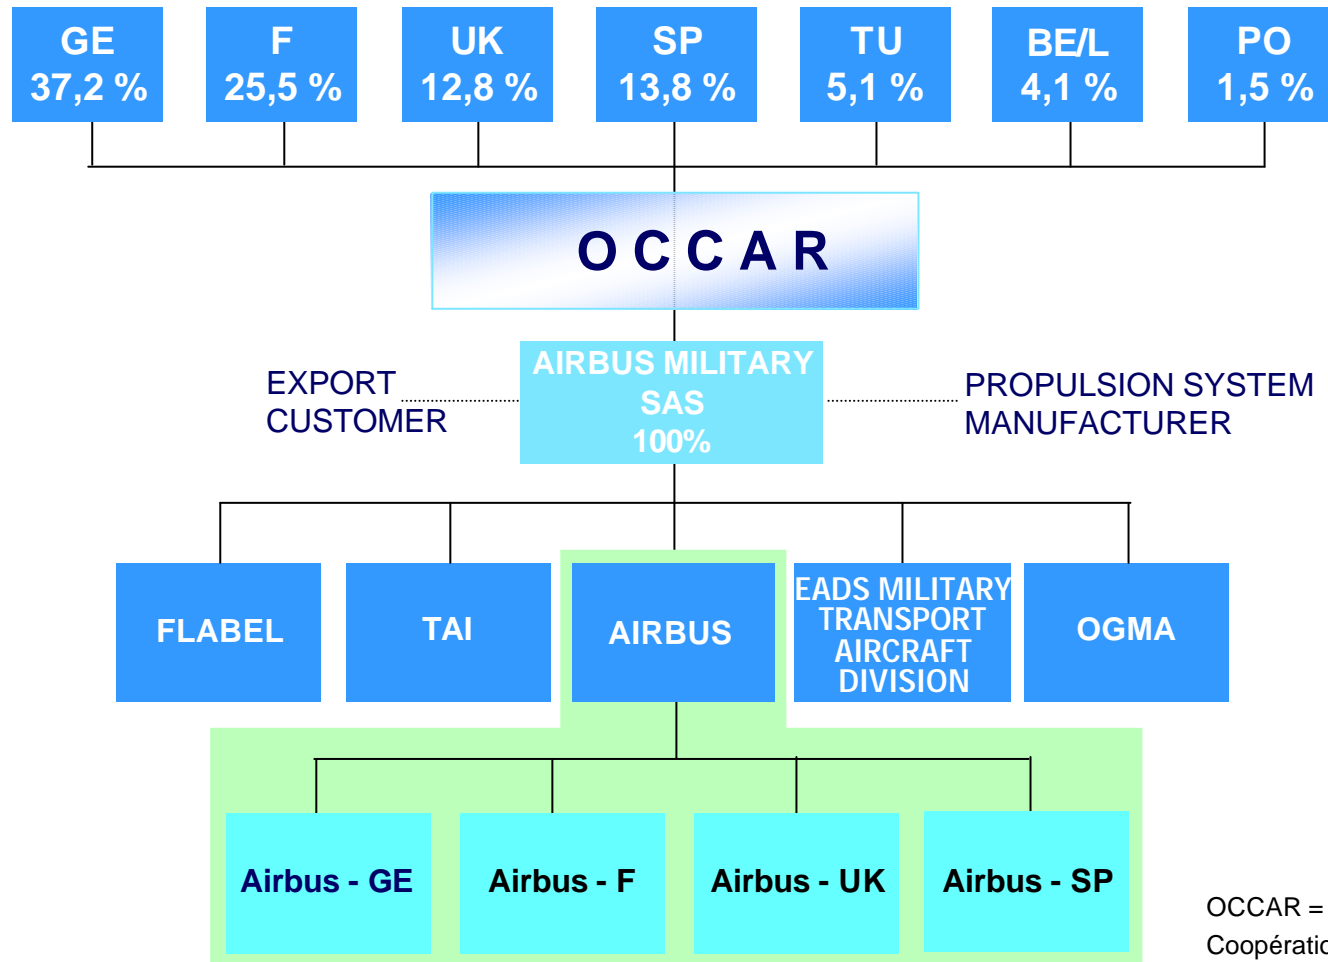 GE
37,2 %
F
25,5 %
UK
12,8 %
SP
13,8 %
TU
5,1 %
BE/L
4,1 %
PO
1,5 %
OCCAR
AIRBUS MILITARY
SAS
100%
EXPORT
CUSTOMER
PROPULSION SYSTEM
MANUFACTURER
FLABEL
TAI
AIRBUS
EADS MILITARY
TRANSPORT
AIRCRAFT
DIVISION
OGMA
Airbus - GE
Airbus - F
Airbus - UK
Airbus - SP
OCCAR =